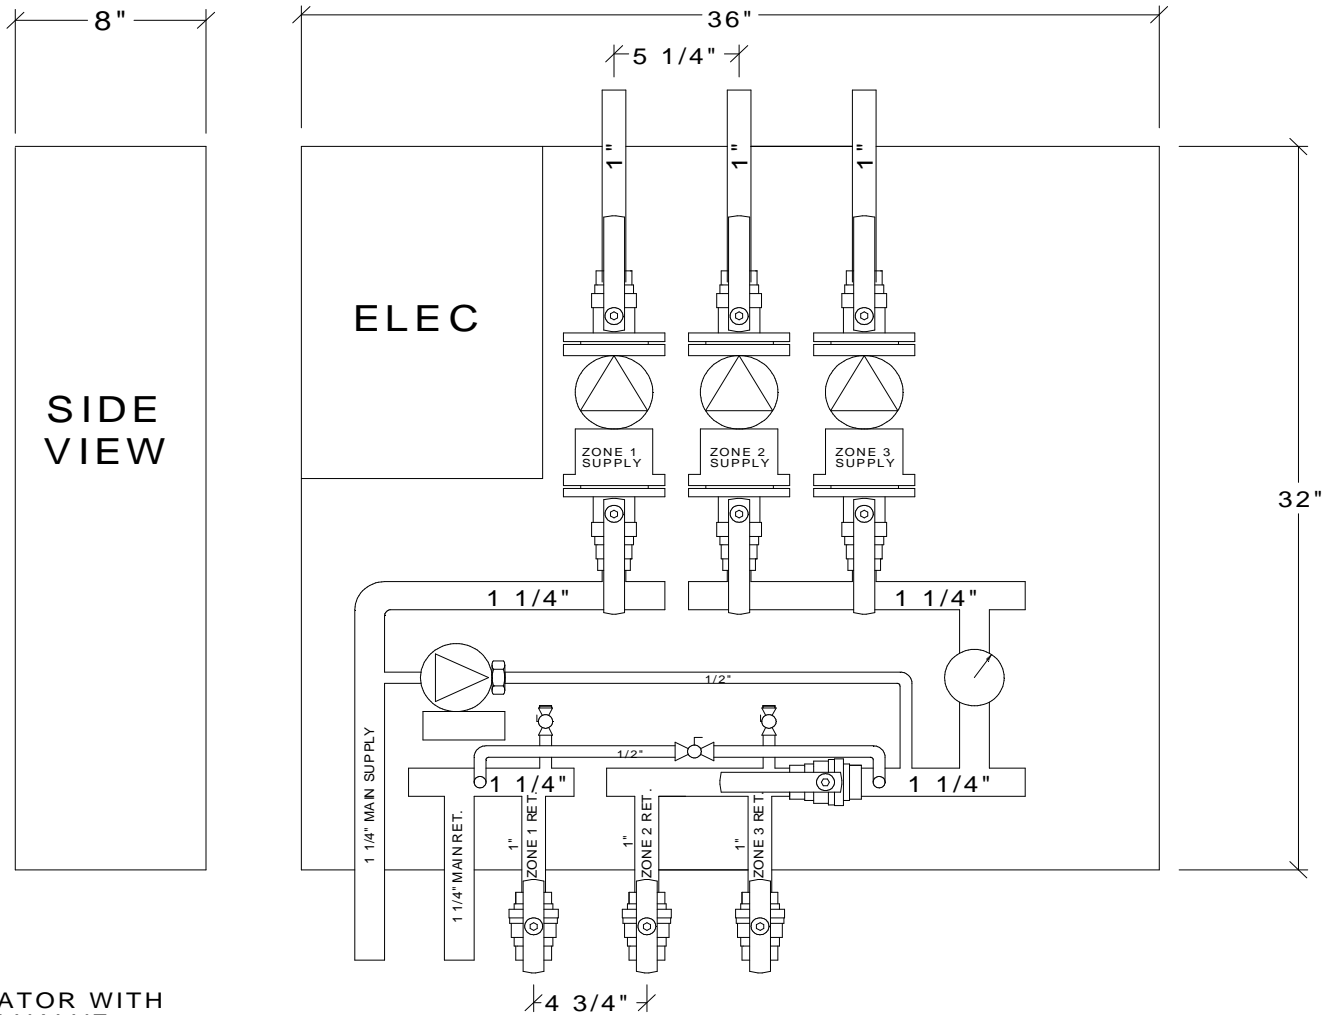 8"
36"
5 1/4"
1"
1"
1"
ELEC
SIDE
VIEW
ZONE 1
SUPPLY
ZONE 2
SUPPLY
ZONE 3
SUPPLY
32"
1 1/4"
1 1/4"
1/2"
1/2"
1 1/4"
1 1/4"
1 1/4" MAIN SUPPLY
1 1/4" MAIN RET.
1"
ZONE 1 RET.
1"
ZONE 2 RET.
1"
ZONE 3 RET.
4 3/4"
WITH